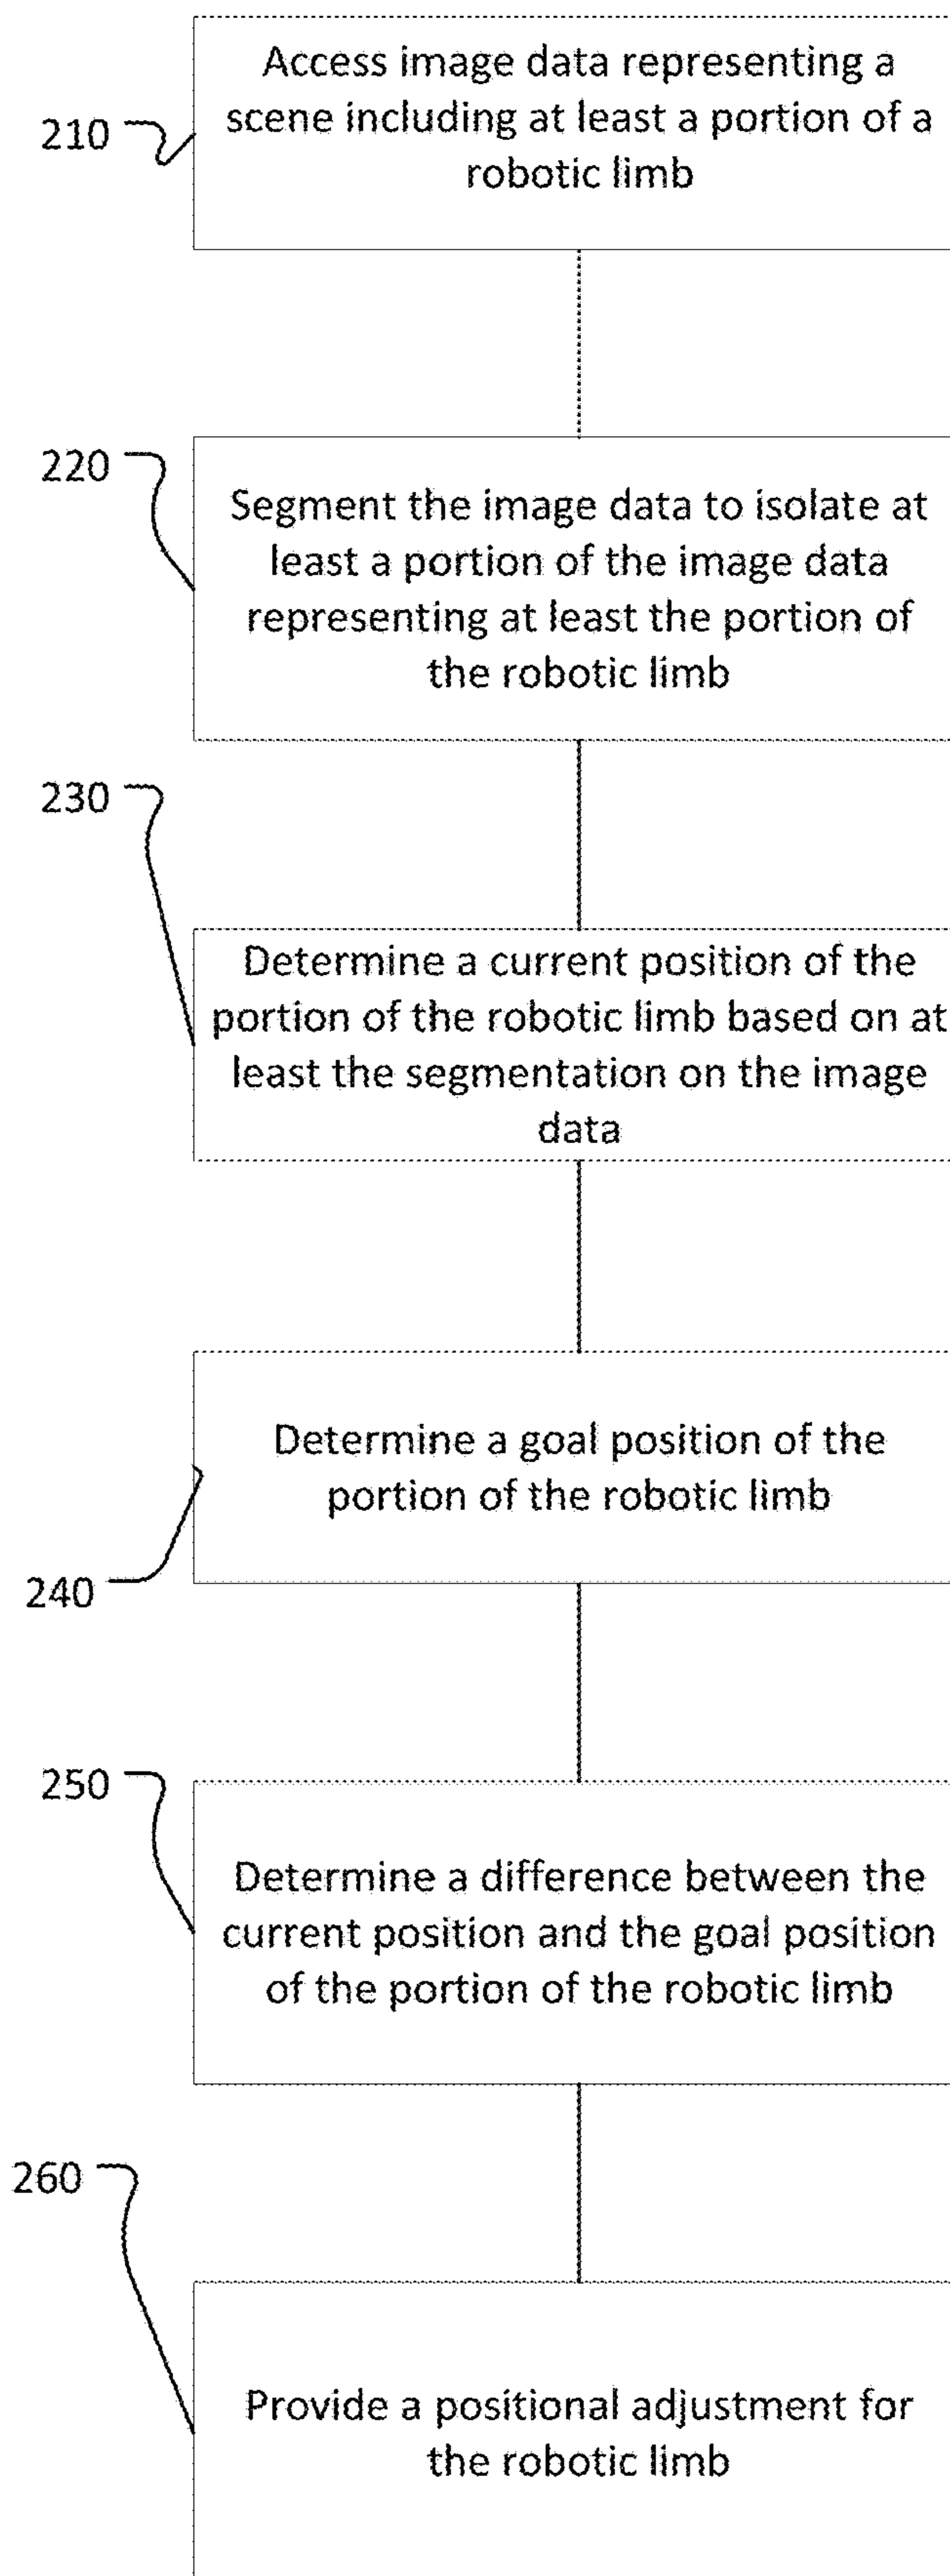 Access image data representing a
scene including at least a portion of a
robotic limb
210
220
Segment the image data to isolate at
least a portion of the image data
representing at least the portion of
the robotic limb
230
Determine a current position of the
portion of the robotic limb based on at
least the segmentation on the image
data
Determine a goal position of the
portion of the robotic limb
240
250
Determine a difference between the
current position and the goal position
of the portion of the robotic limb
260
Provide a positional adjustment for
the robotic limb